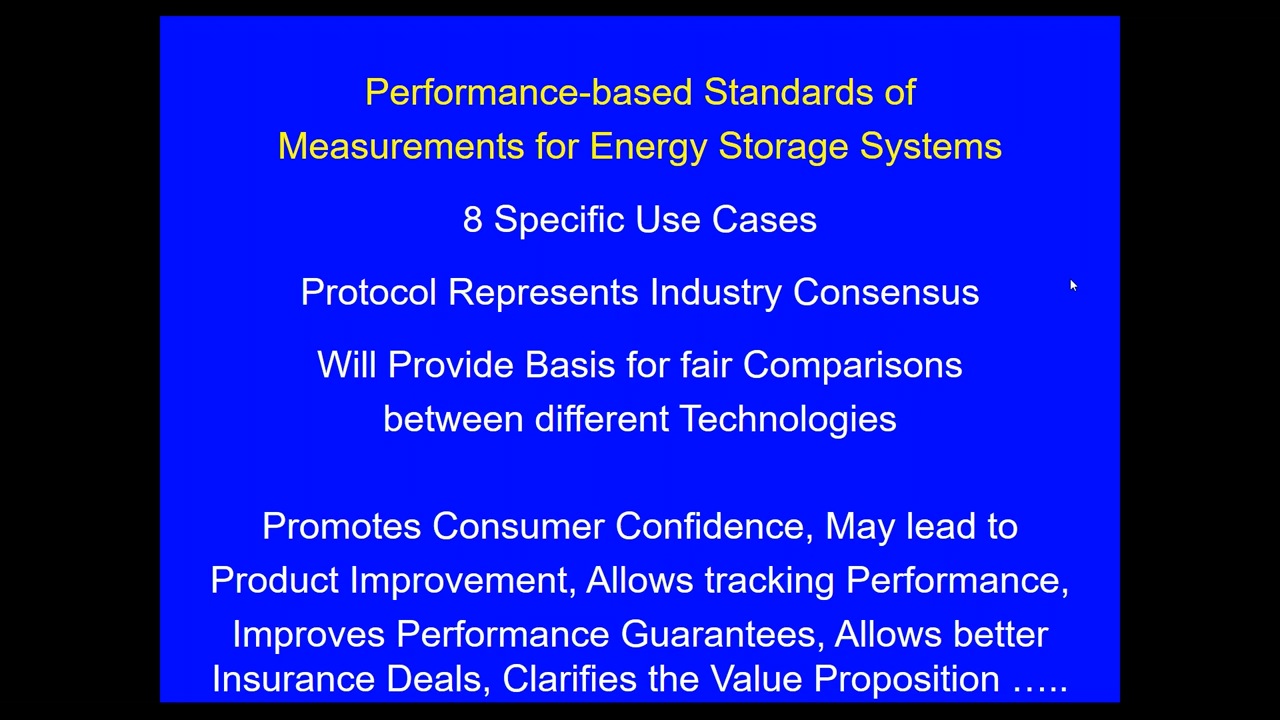 Performance-based Standards of
Measurements for Energy Storage Systems
8 Specific Use Cases
Protocol Represents Industry Consensus
Will Provide Basis for fair Comparisons
between different Technologies
Promotes Consumer Confidence, May lead to
Product Improvement, Allows tracking Performance,
Improves Performance Guarantees, Allows better
Insurance Deals, Clarifies the Value Proposition …..